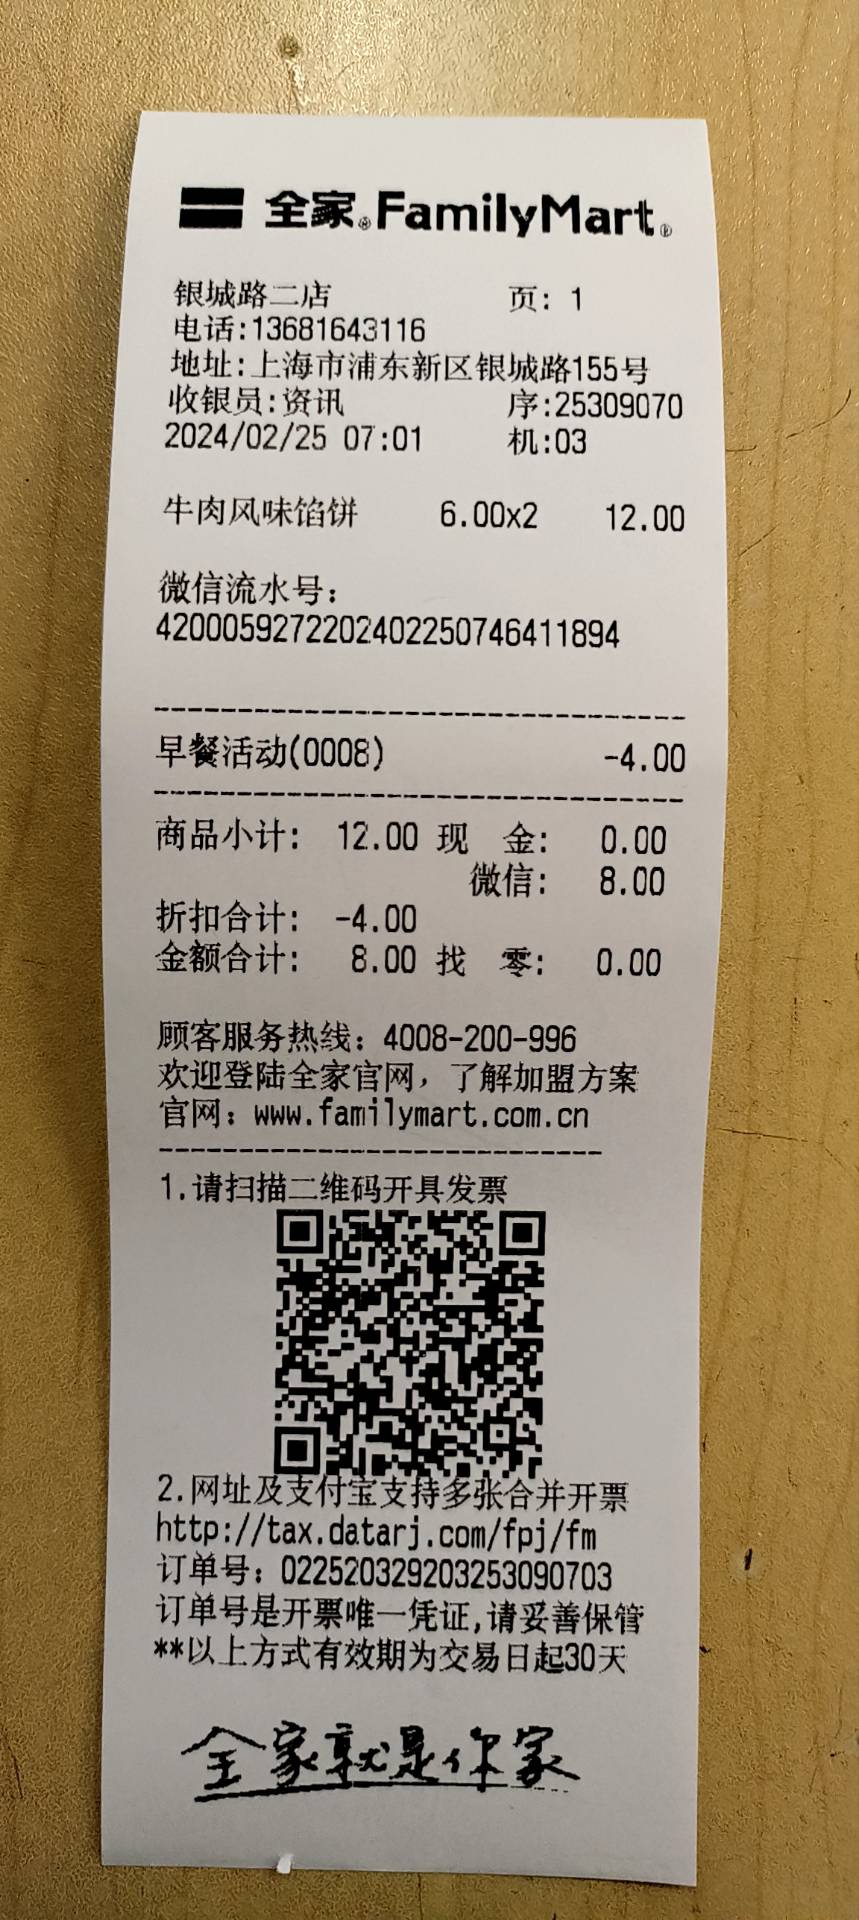 全家®FamilyMart®
银城路二店 页: 1
电话:13681643116
地址:上海市浦东新区银城路155号
收银员:资讯 序:25309070
2024/02/25 07:01 机:03
牛肉风味馅饼 6.00x2 12.00
微信流水号:
4200059272202402250746411894
早餐活动(0008) -4.00
商品小计: 12.00 现 金: 0.00
微信: 8.00
折扣合计: -4.00
金额合计: 8.00 找 零: 0.00
顾客服务热线: 4008-200-996
欢迎登陆全家官网，了解加盟方案
官网: www.familymart.com.cn
1.请扫描二维码开具发票
2.网址及支付宝支持多张合并开票
http://tax.datarj.com/fpj/fm
订单号: 0225203292032530907​03
订单号是开票唯一凭证,请妥善保管
**以上方式有效期为交易日起30天
全家就是你家